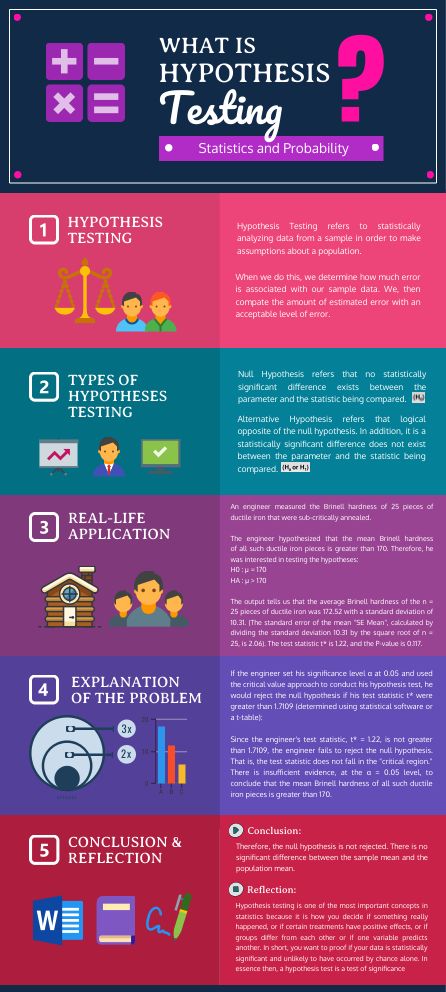 WHAT IS
HYPOTHESIS
Testing
?
Statistics and Probability
1
HYPOTHESIS
TESTING
Hypothesis Testing refers to statistically
analyzing data from a sample in order to make
assumptions about a population.
When we do this, we determine how much error
is associated with our sample data. We, then
compate the amount of estimated error with an
acceptable level of error.
2
TYPES OF
HYPOTHESES
TESTING
Null Hypothesis refers that no statistically
significant difference exists between the
parameter and the statistic being compared. (H₀)
Alternative Hypothesis refers that logical
opposite of the null hypothesis. In addition, it is a
statistically significant difference does not exist
between the parameter and the statistic being
compared. (Hₐ or H₁)
3
REAL-LIFE
APPLICATION
An engineer measured the Brinell hardness of 25 pieces of
ductile iron that were sub-critically annealed.
The engineer hypothesized that the mean Brinell hardness
of all such ductile iron pieces is greater than 170. Therefore, he
was interested in testing the hypotheses:
H0 : μ = 170
HA : μ > 170
The output tells us that the average Brinell hardness of the n =
25 pieces of ductile iron was 172.52 with a standard deviation of
10.31. (The standard error of the mean "SE Mean", calculated by
dividing the standard deviation 10.31 by the square root of n =
25, is 2.06). The test statistic t* is 1.22, and the P-value is 0.117.
4
EXPLANATION
OF THE PROBLEM
3x
2x
20
10
0
A B C
If the engineer set his significance level α at 0.05 and used
the critical value approach to conduct his hypothesis test, he
would reject the null hypothesis if his test statistic t* were
greater than 1.7109 (determined using statistical software or
a t-table):
Since the engineer's test statistic, t* = 1.22, is not greater
than 1.7109, the engineer fails to reject the null hypothesis.
That is, the test statistic does not fall in the "critical region."
There is insufficient evidence, at the α = 0.05 level, to
conclude that the mean Brinell hardness of all such ductile
iron pieces is greater than 170.
5
CONCLUSION &
REFLECTION
W
Conclusion:
Therefore, the null hypothesis is not rejected. There is no
significant difference between the sample mean and the
population mean.
Reflection:
Hypothesis testing is one of the most important concepts in
statistics because it is how you decide if something really
happened, or if certain treatments have positive effects, or if
groups differ from each other or if one variable predicts
another. In short, you want to proof if your data is statistically
significant and unlikely to have occurred by chance alone. In
essence then, a hypothesis test is a test of significance